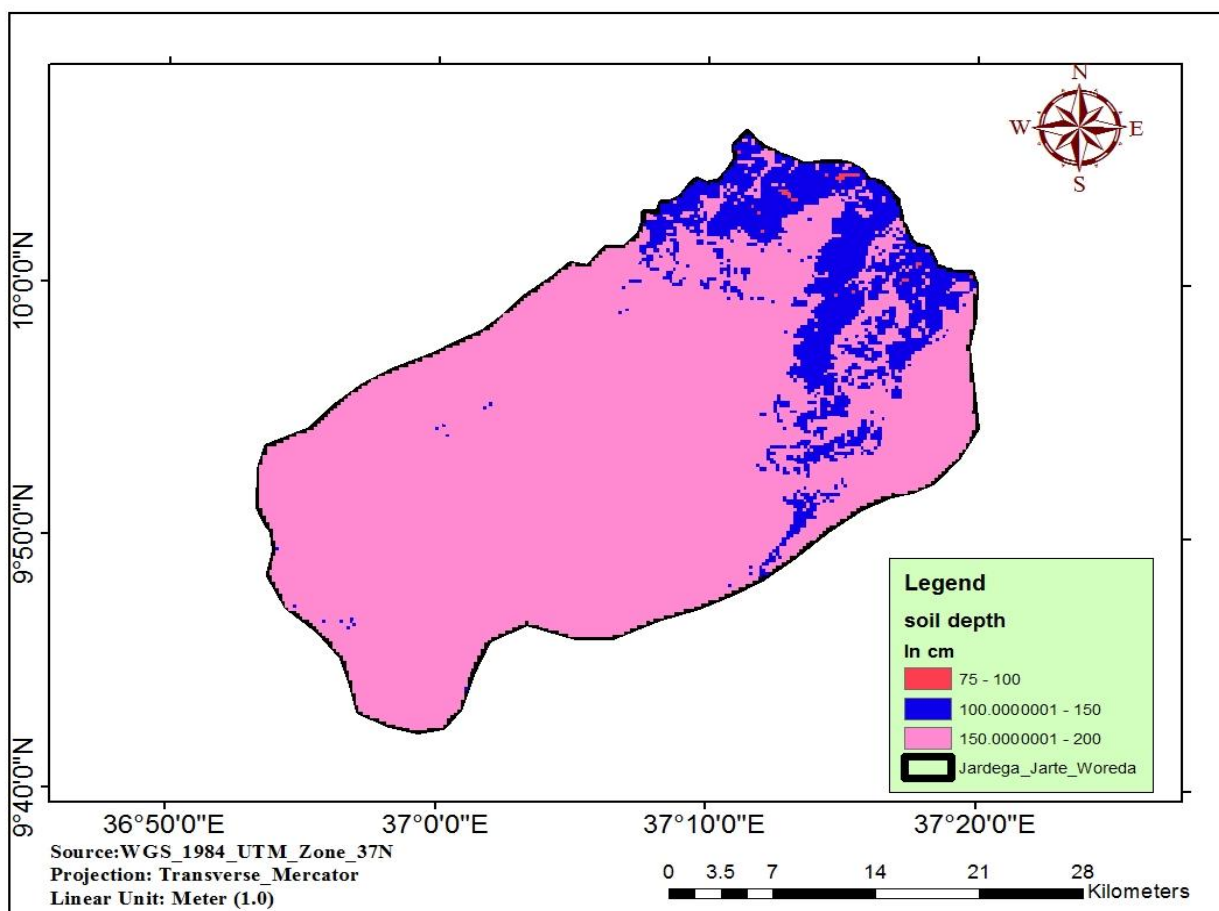 N
W E
S
10°0'0"N
9°50'0"N
9°40'0"N
Legend
soil depth
In cm
75 - 100
100.0000001 - 150
150.0000001 - 200
Jardega_Jarte_Woreda
36°50'0"E 37°0'0"E 37°10'0"E 37°20'0"E
Source:WGS_1984_UTM_Zone_37N
Projection: Transverse_Mercator
Linear Unit: Meter (1.0)
0 3.5 7 14 21 28
Kilometers